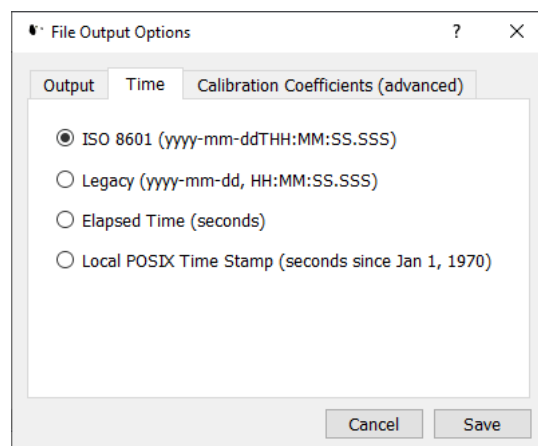 File Output Options
?
Output Time Calibration Coefficients (advanced)
ISO 8601 (yyyy-mm-ddTHH:MM:SS.SSS)
Legacy (yyyy-mm-dd, HH:MM:SS.SSS)
Elapsed Time (seconds)
Local POSIX Time Stamp (seconds since Jan 1, 1970)
Cancel Save